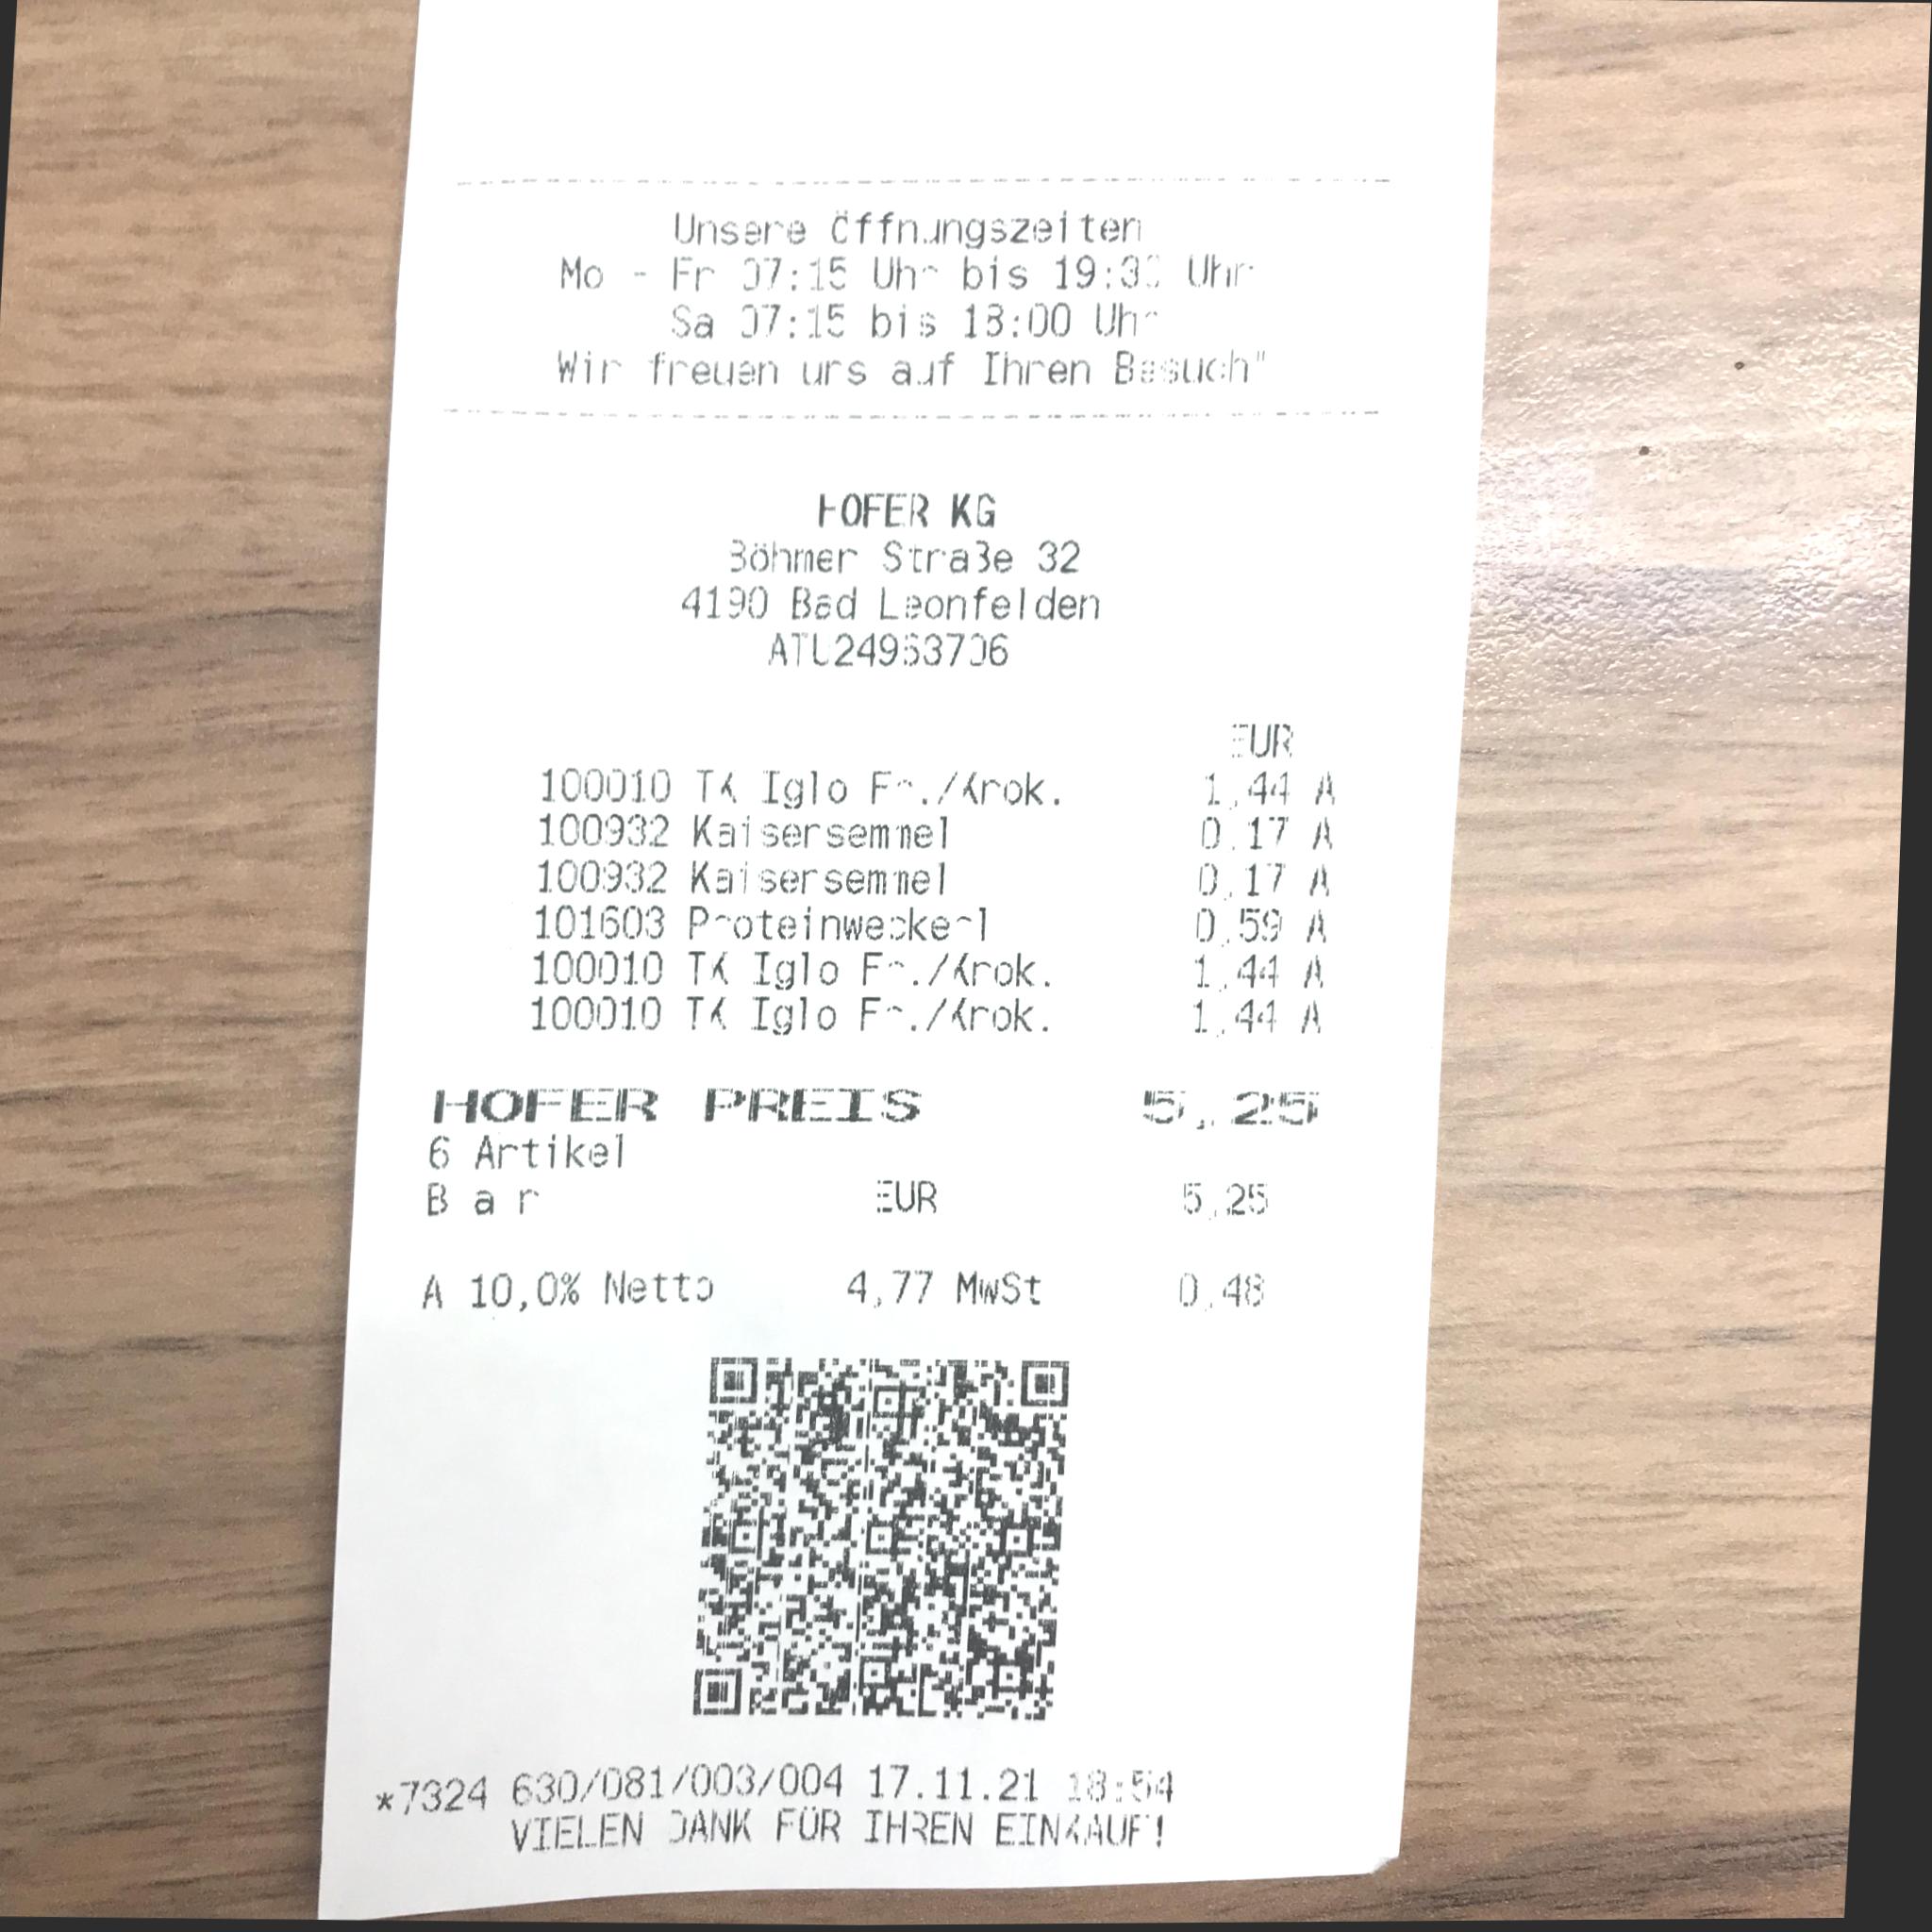 Unsere Öffnungszeiten
Mo - Fr 07:15 Uhr bis 19:30 Uhr
Sa 07:15 bis 18:00 Uhr
Wir freuen uns auf Ihren Besuch"
HOFER KG
Böhmer Straße 32
4190 Bad Leonfelden
ATU24963706
EUR
100010 TK Iglo Fr./Krok. 1,44 A
100932 Kaisersemmel 0,17 A
100932 Kaisersemmel 0,17 A
101603 Proteinweckerl 0,59 A
100010 TK Iglo Fr./Krok. 1,44 A
100010 TK Iglo Fr./Krok. 1,44 A
HOFER PREIS 5,25
6 Artikel
Bar EUR 5,25
A 10,0% Netto 4,77 MwSt 0,48
*7324 630/081/003/004 17.11.21 18:54
VIELEN DANK FÜR IHREN EINKAUF!